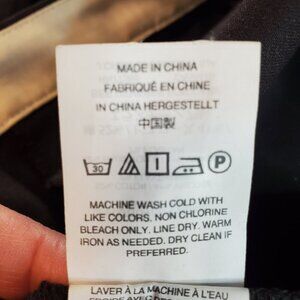 MADE IN CHINA
FABRIQUÉ EN CHINE
IN CHINA HERGESTELLT
中国製
30 P
MACHINE WASH COLD WITH
LIKE COLORS. NON CHLORINE
BLEACH ONLY. LINE DRY. WARM
IRON AS NEEDED. DRY CLEAN IF
PREFERRED.
LAVER À LA MACHINE À L'EAU